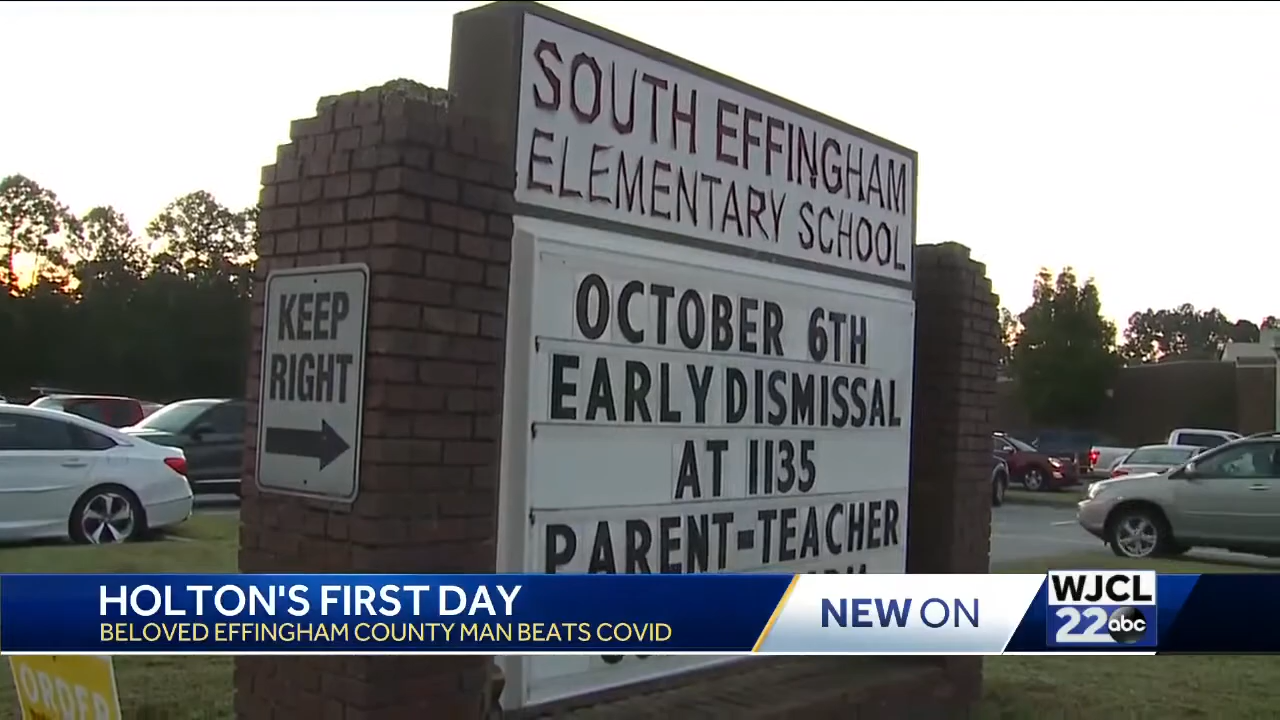 SOUTH EFFINGHAM
ELEMENTARY SCHOOL
KEEP
RIGHT
OCTOBER 6TH
EARLY DISMISSAL
AT 1135
PARENT-TEACHER
HOLTON'S FIRST DAY
BELOVED EFFINGHAM COUNTY MAN BEATS COVID
NEW ON
WJCL
22 abc
ORDER